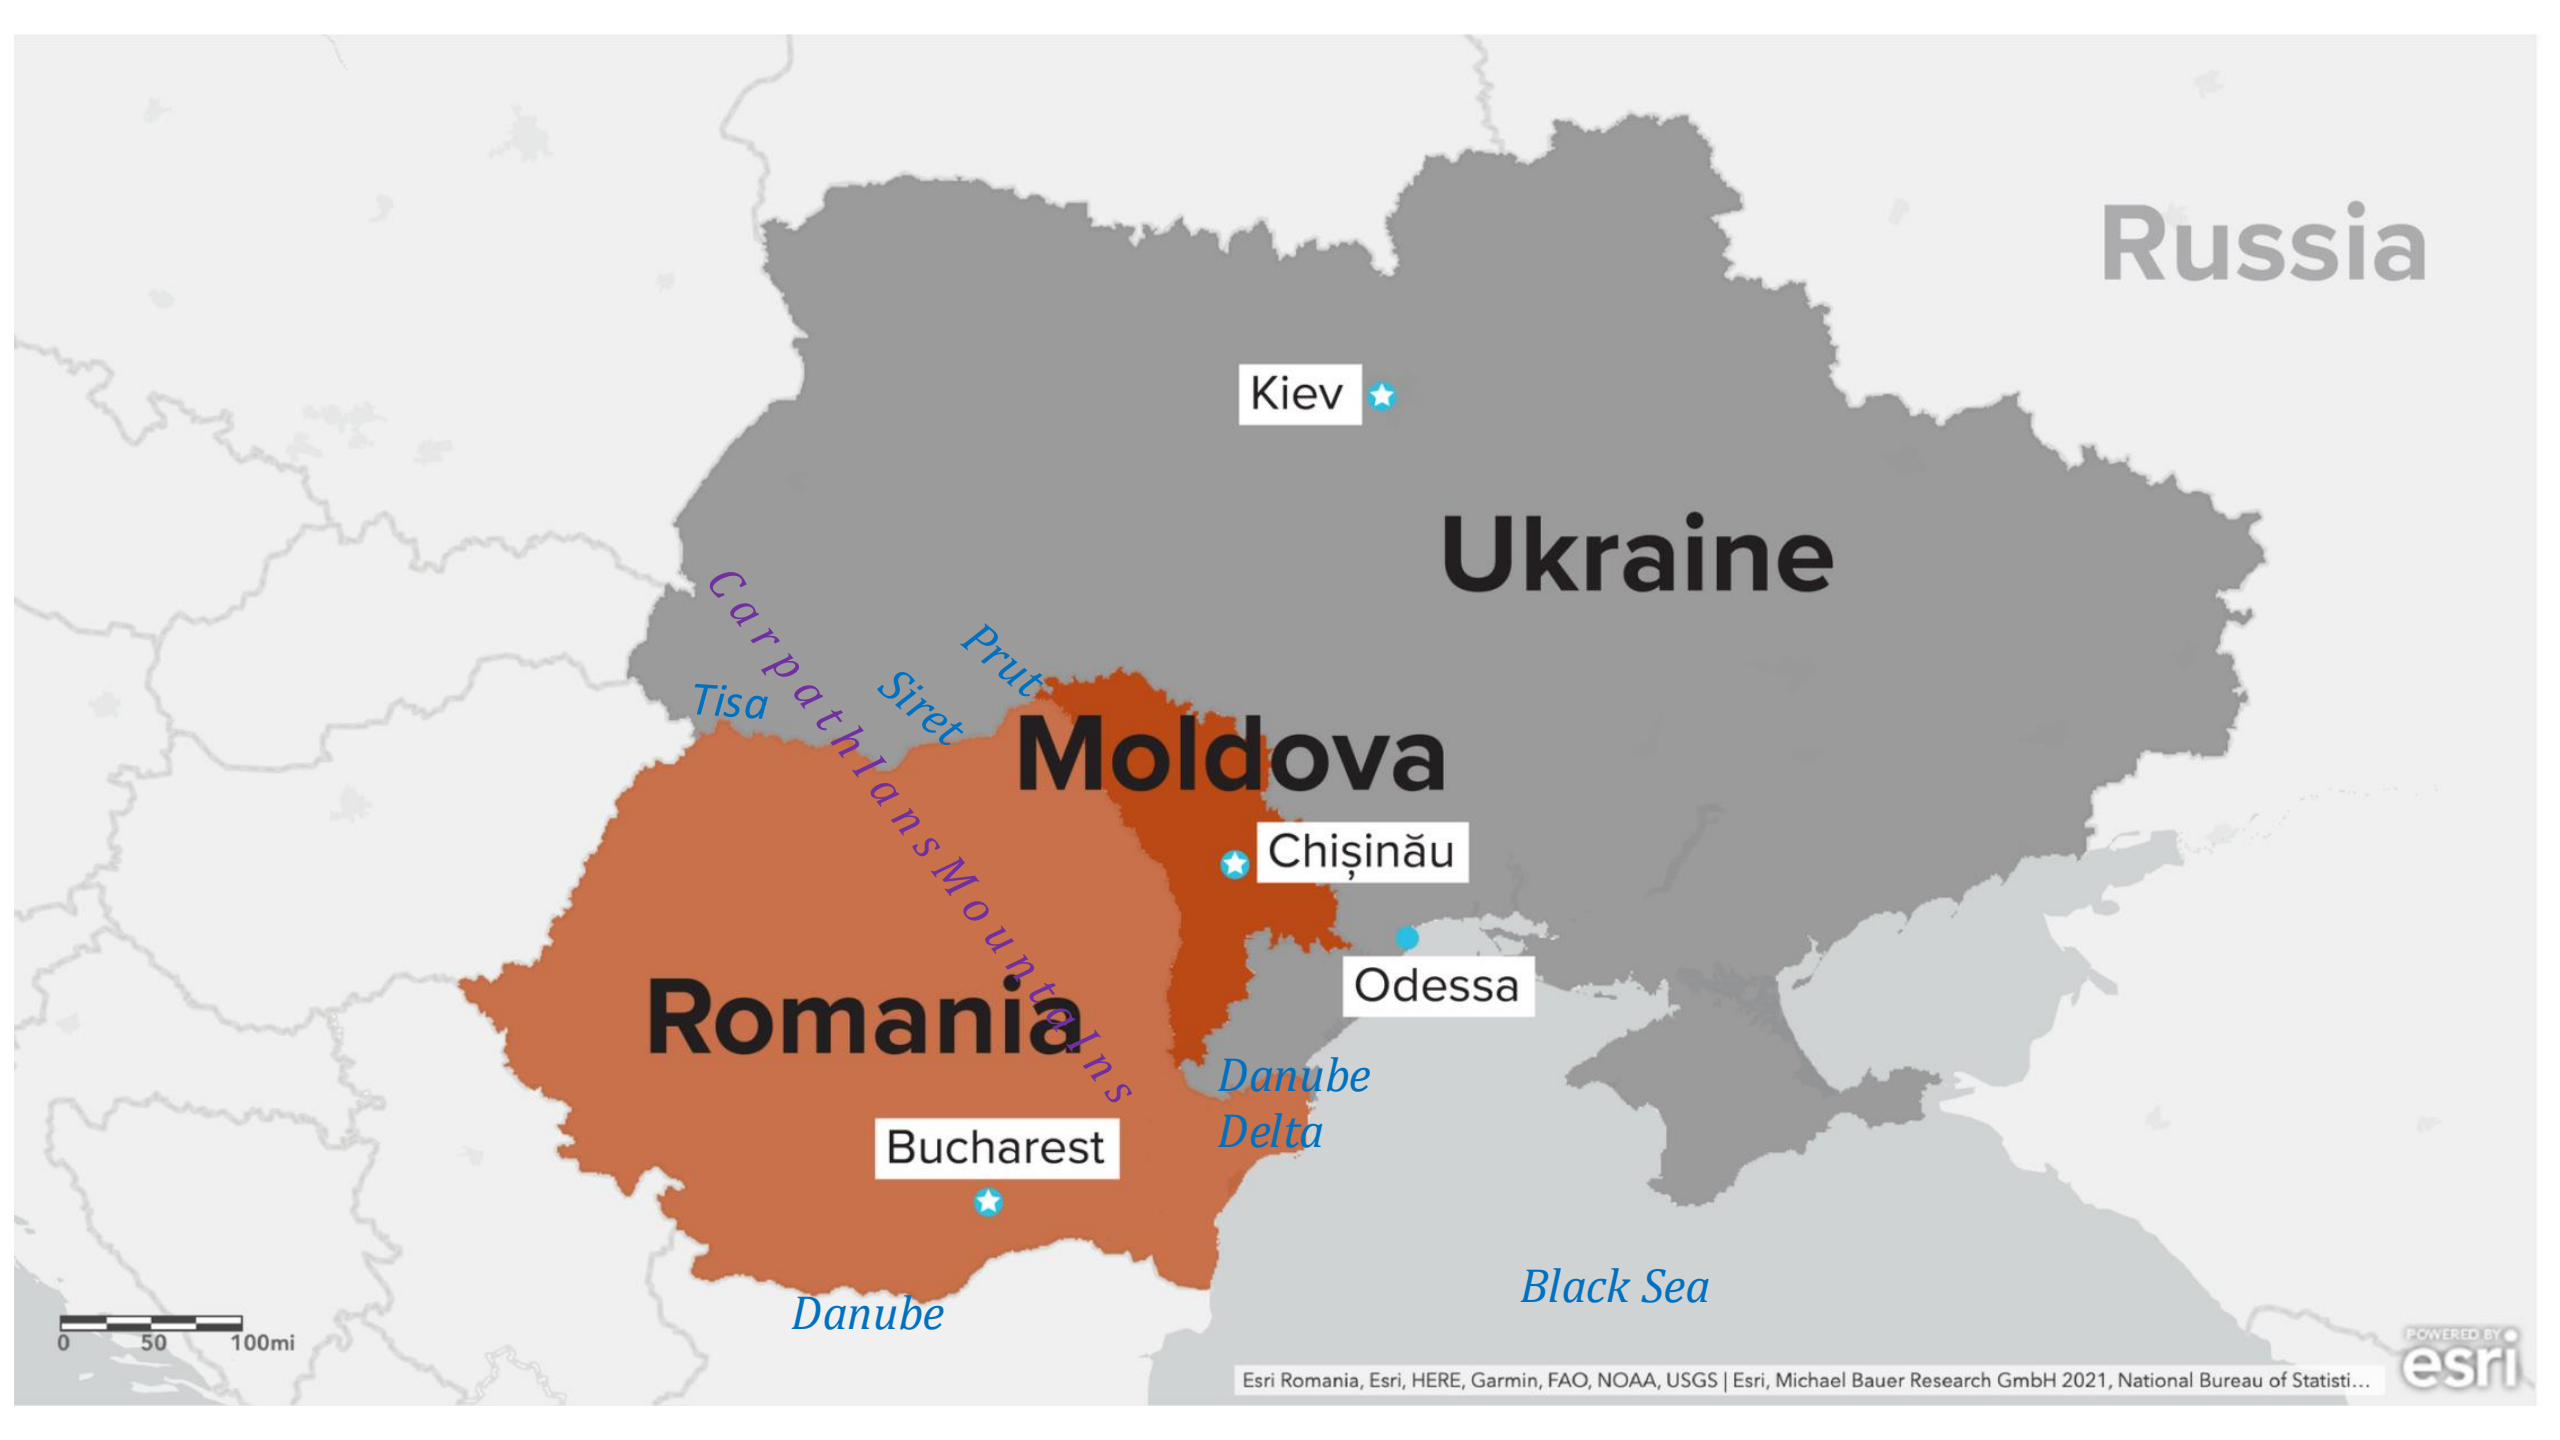 Russia
Kiev
Ukraine
CarpathIans MountaIns
Prut
Siret
Tisa
Moldova
Chișinău
Odessa
Romania
Danube
Delta
Bucharest
Black Sea
Danube
0 50 100mi
POWERED BY
esri
Esri Romania, Esri, HERE, Garmin, FAO, NOAA, USGS | Esri, Michael Bauer Research GmbH 2021, National Bureau of Statisti...